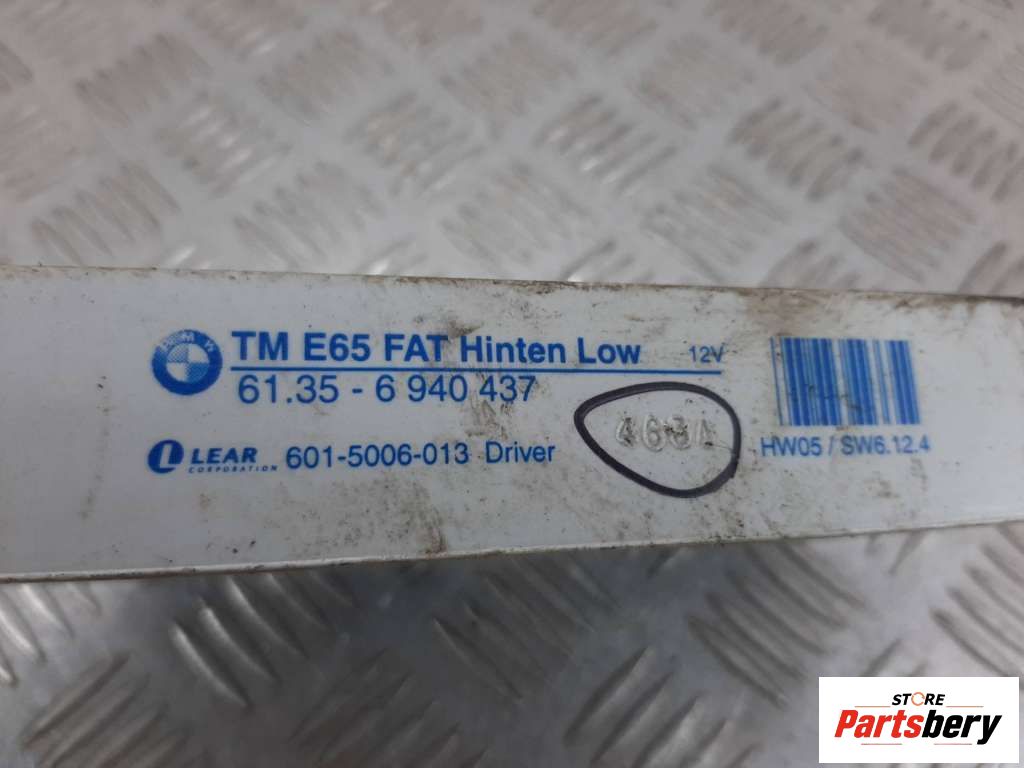 BMW
TM E65 FAT Hinten Low 12V
61.35 - 6 940 437
LEAR
CORPORATION
601-5006-013 Driver
HW05 / SW6.12.4
STORE
Partsbery